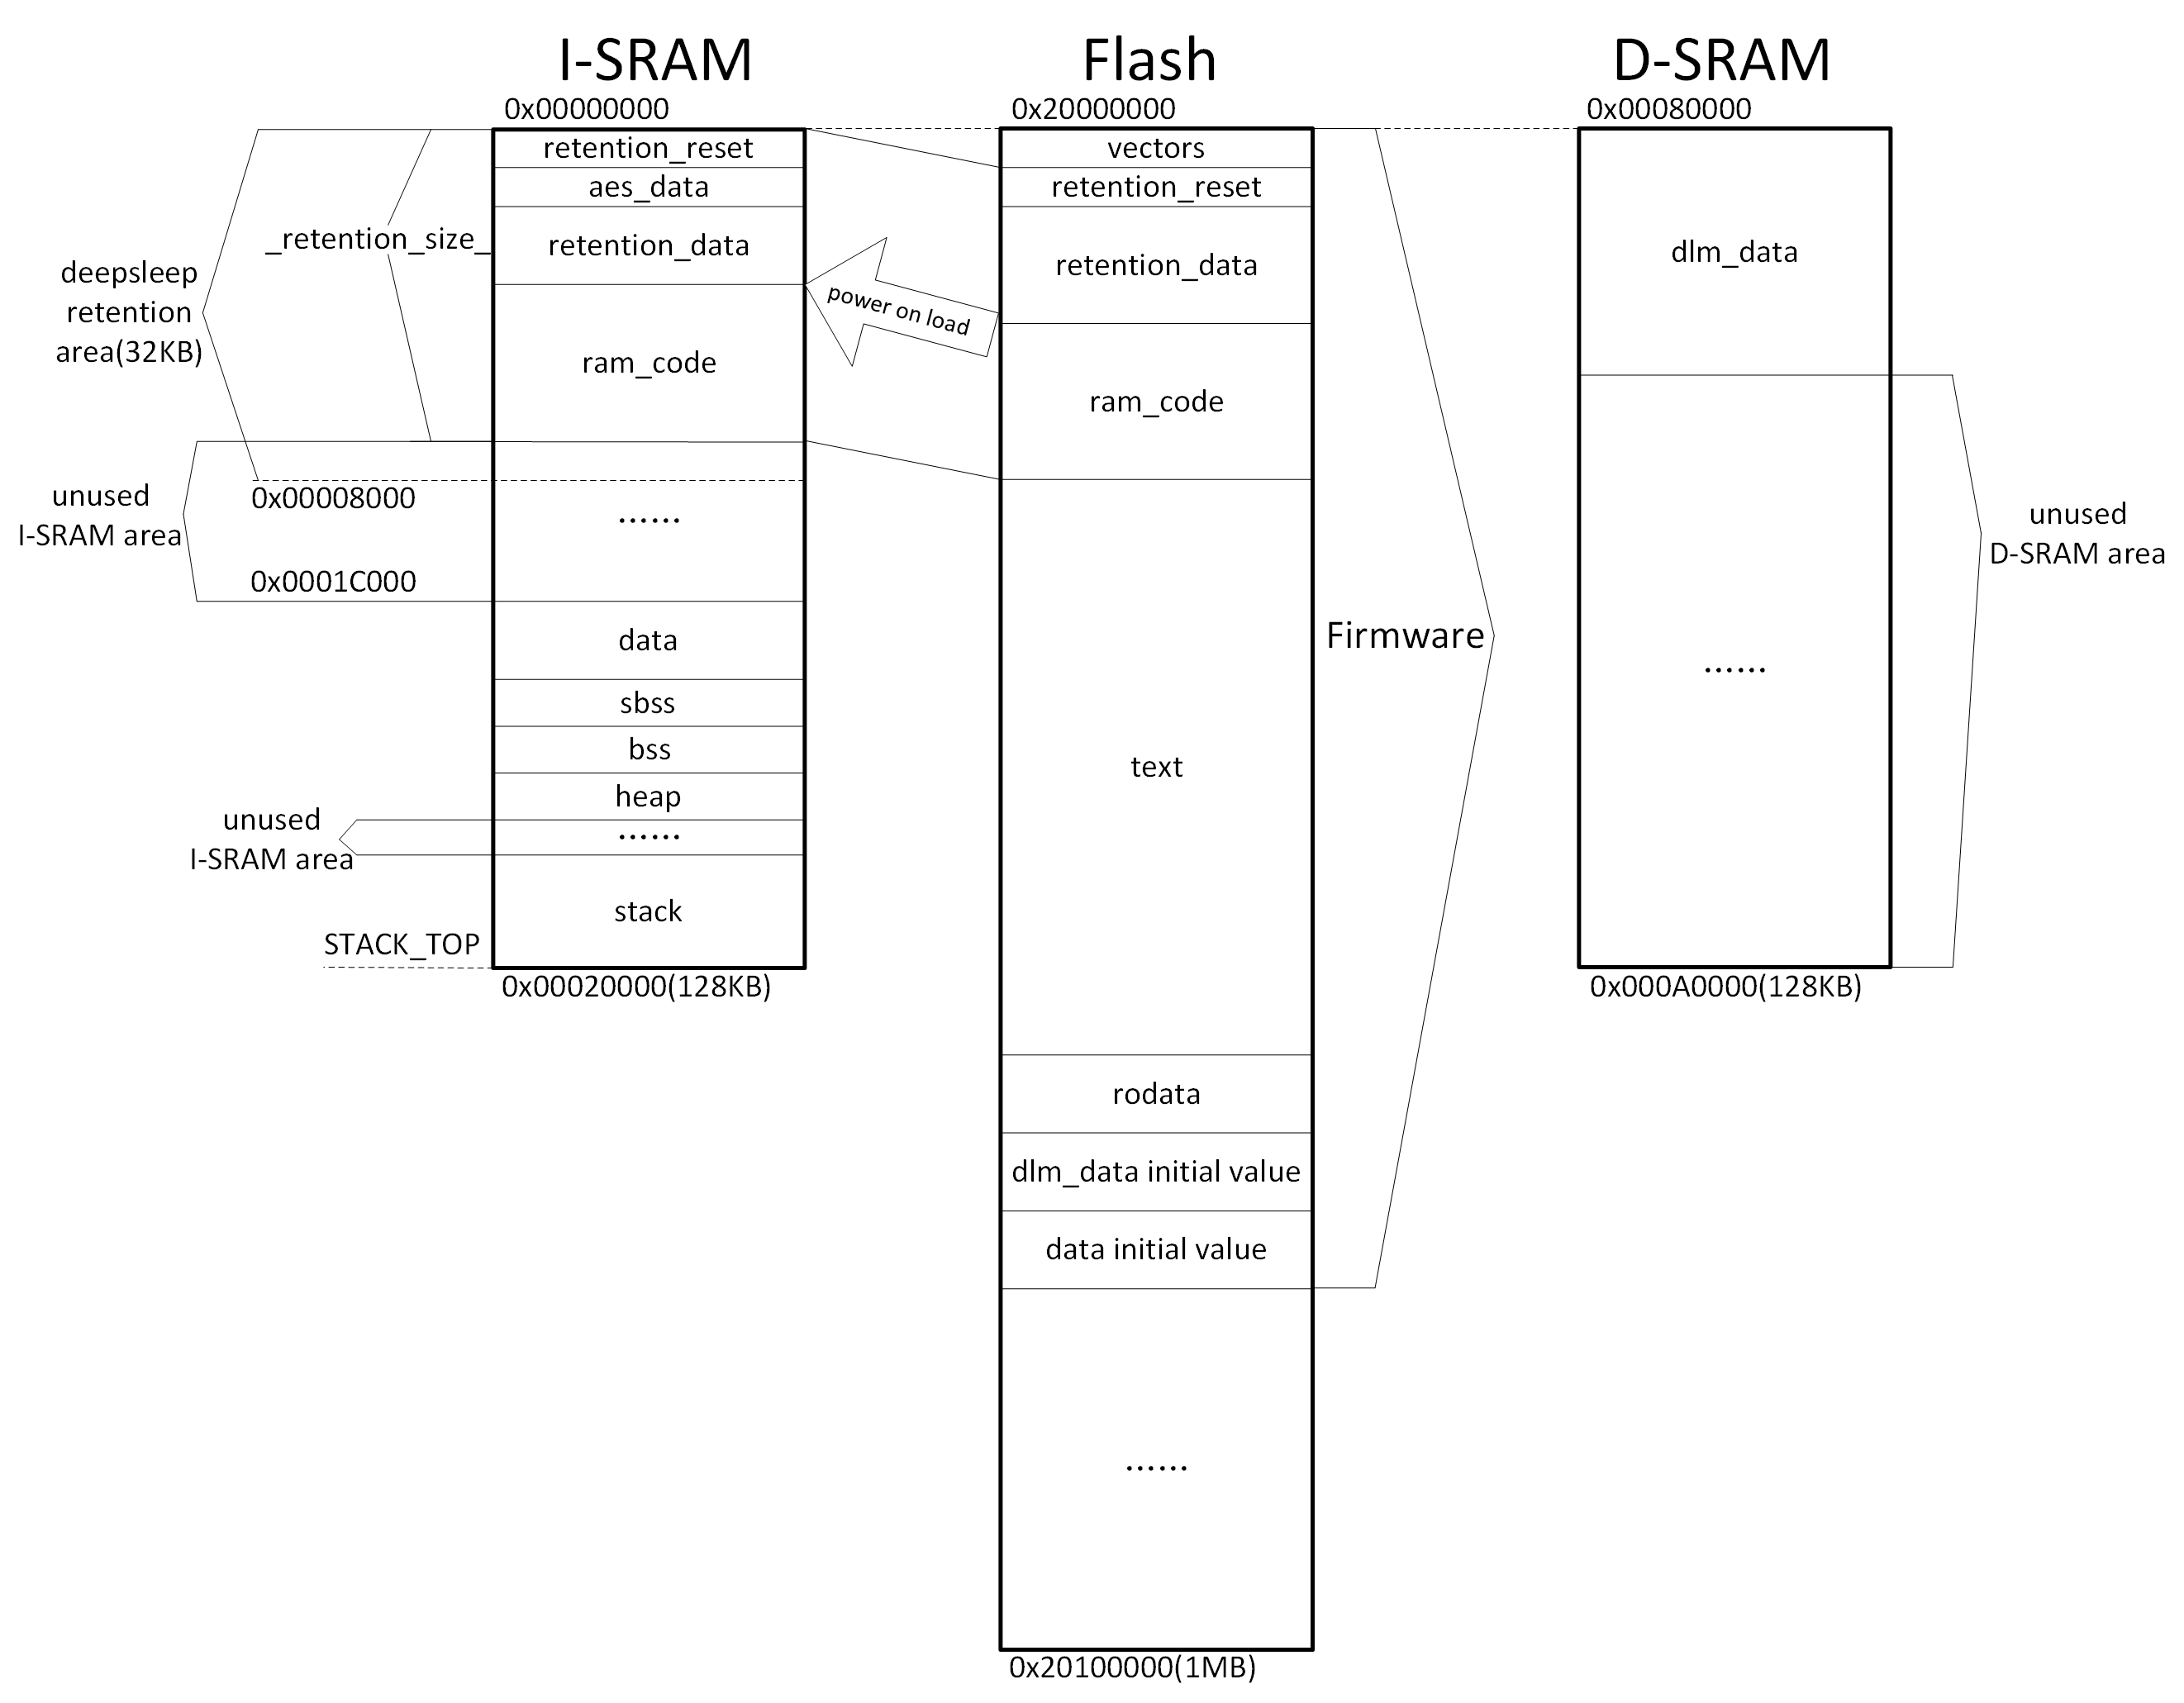 I-SRAM
0x00000000
retention_reset
aes_data
retention_data
ram_code
_retention_size_
deepsleep
retention
area(32KB)
unused
I-SRAM area
0x00008000
......
0x0001C000
data
sbss
bss
heap
unused
I-SRAM area
......
stack
STACK_TOP
0x00020000(128KB)
power on load
Flash
0x20000000
vectors
retention_reset
retention_data
ram_code
text
rodata
dlm_data initial value
data initial value
......
0x20100000(1MB)
Firmware
D-SRAM
0x00080000
dlm_data
......
unused
D-SRAM area
0x000A0000(128KB)